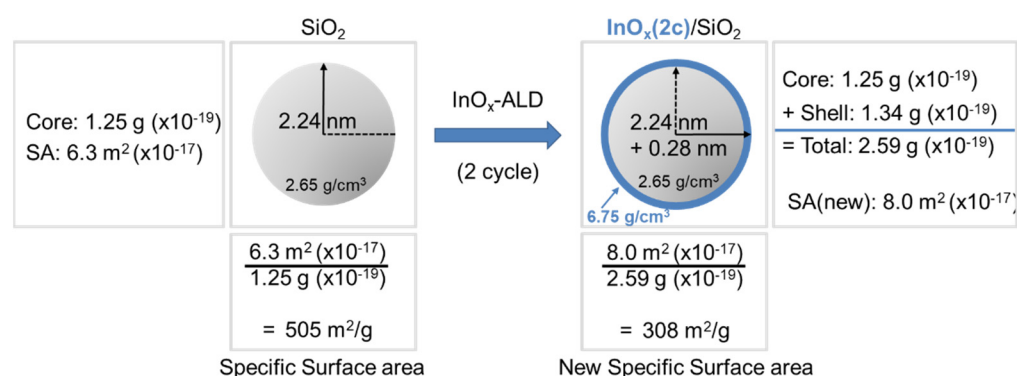 SiO₂
Core: 1.25 g (x10⁻¹⁹)
SA: 6.3 m² (x10⁻¹⁷)
2.24 nm
2.65 g/cm³
6.3 m² (x10⁻¹⁷)
1.25 g (x10⁻¹⁹)
= 505 m²/g
Specific Surface area
InOₓ-ALD
(2 cycle)
InOₓ(2c)/SiO₂
2.24 nm
+ 0.28 nm
2.65 g/cm³
6.75 g/cm³
8.0 m² (x10⁻¹⁷)
2.59 g (x10⁻¹⁹)
= 308 m²/g
New Specific Surface area
Core: 1.25 g (x10⁻¹⁹)
+ Shell: 1.34 g (x10⁻¹⁹)
= Total: 2.59 g (x10⁻¹⁹)
SA(new): 8.0 m² (x10⁻¹⁷)